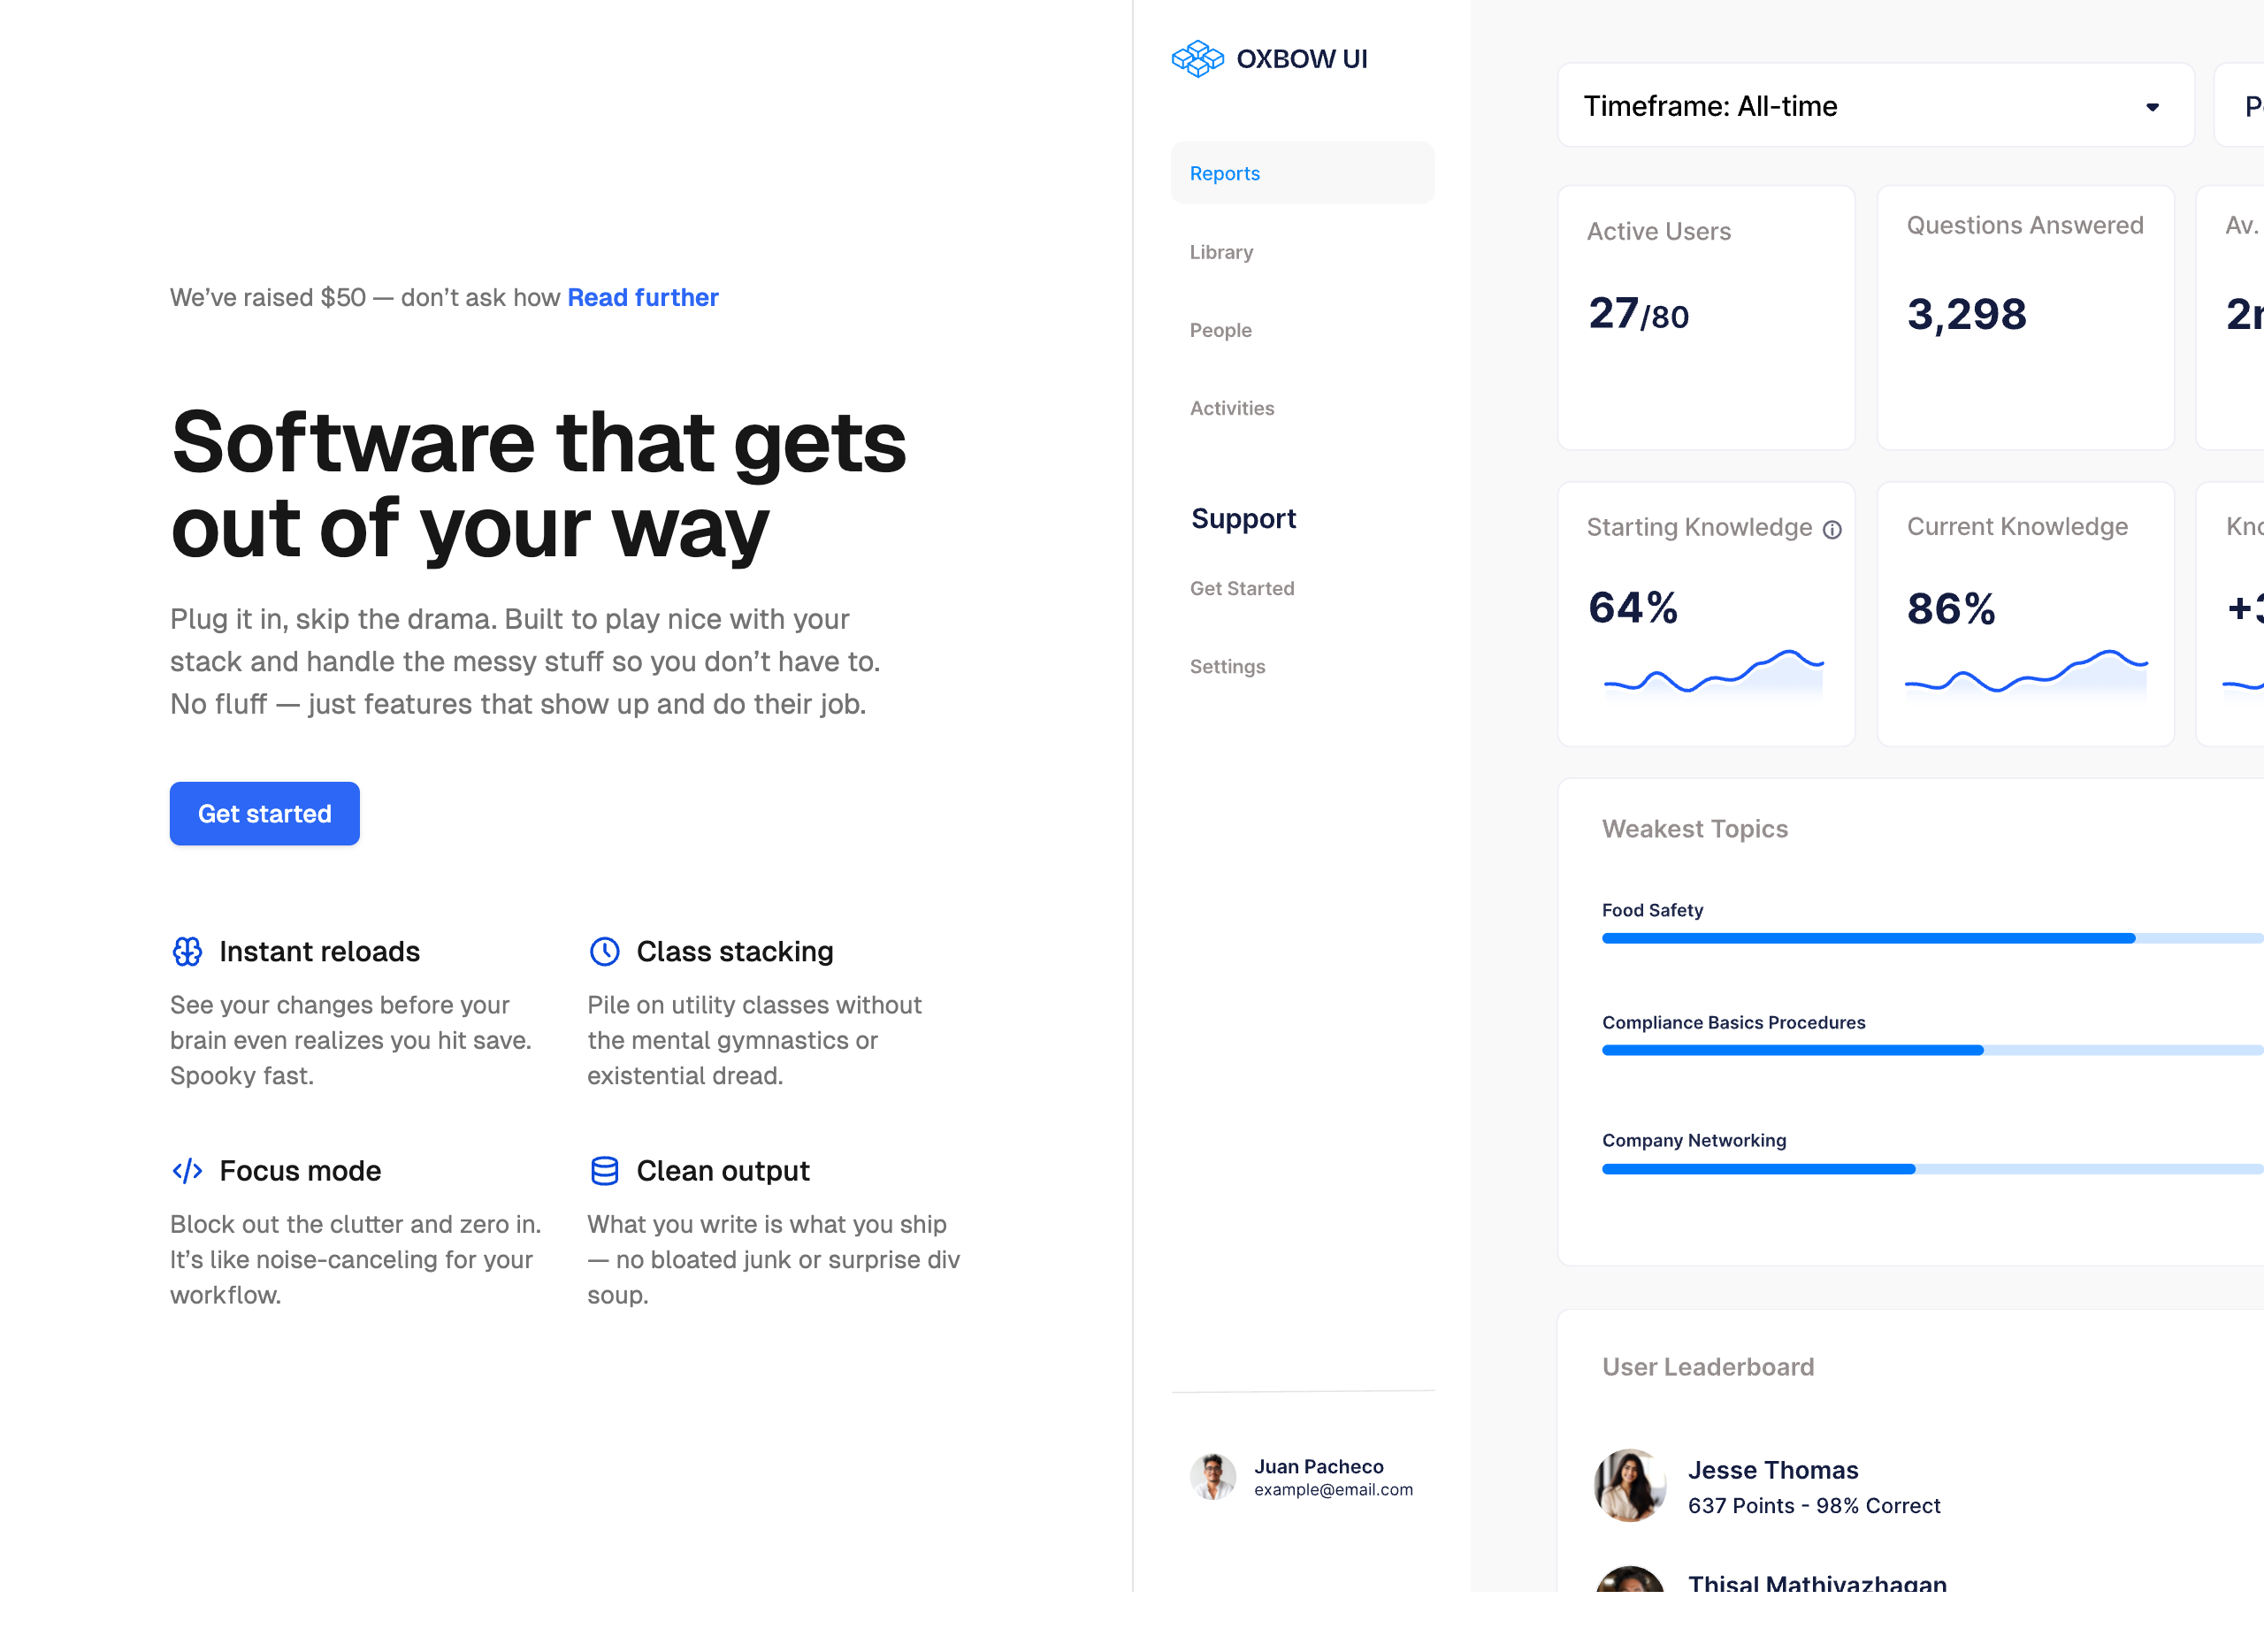 We've raised $50 — don't ask how Read further
Software that gets
out of your way
Plug it in, skip the drama. Built to play nice with your
stack and handle the messy stuff so you don't have to.
No fluff — just features that show up and do their job.
Get started
Instant reloads
See your changes before your
brain even realizes you hit save.
Spooky fast.
Class stacking
Pile on utility classes without
the mental gymnastics or
existential dread.
Focus mode
Block out the clutter and zero in.
It's like noise-canceling for your
workflow.
Clean output
What you write is what you ship
— no bloated junk or surprise div
soup.
OXBOW UI
Reports
Library
People
Activities
Support
Get Started
Settings
Juan Pacheco
example@email.com
Timeframe: All-time
Active Users
27/80
Questions Answered
3,298
Av.
Starting Knowledge
64%
Current Knowledge
86%
Weakest Topics
Food Safety
Compliance Basics Procedures
Company Networking
User Leaderboard
Jesse Thomas
637 Points - 98% Correct
Thisal Mathivazhagan